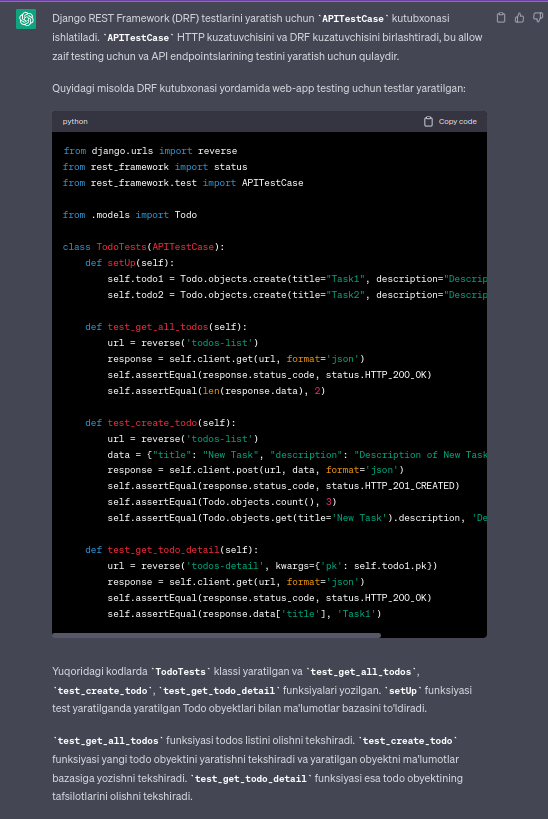 Django REST Framework (DRF) testlarini yaratish uchun `APITestCase` kutubxonasi
ishlatiladi. `APITestCase` HTTP kuzatuvchisini va DRF kuzatuvchisini birlashtiradi, bu allow
zaif testing uchun va API endpointslarining testini yaratish uchun qulaydir.
Quyidagi misolda DRF kutubxonasi yordamida web-app testing uchun testlar yaratilgan:
python
Copy code
from django.urls import reverse
from rest_framework import status
from rest_framework.test import APITestCase
from .models import Todo
class TodoTests(APITestCase):
    def setUp(self):
        self.todo1 = Todo.objects.create(title="Task1", description="Descrip
        self.todo2 = Todo.objects.create(title="Task2", description="Descrip
    def test_get_all_todos(self):
        url = reverse('todos-list')
        response = self.client.get(url, format='json')
        self.assertEqual(response.status_code, status.HTTP_200_OK)
        self.assertEqual(len(response.data), 2)
    def test_create_todo(self):
        url = reverse('todos-list')
        data = {"title": "New Task", "description": "Description of New Task
        response = self.client.post(url, data, format='json')
        self.assertEqual(response.status_code, status.HTTP_201_CREATED)
        self.assertEqual(Todo.objects.count(), 3)
        self.assertEqual(Todo.objects.get(title='New Task').description, 'De
    def test_get_todo_detail(self):
        url = reverse('todos-detail', kwargs={'pk': self.todo1.pk})
        response = self.client.get(url, format='json')
        self.assertEqual(response.status_code, status.HTTP_200_OK)
        self.assertEqual(response.data['title'], 'Task1')
Yuqoridagi kodlarda `TodoTests` klassi yaratilgan va `test_get_all_todos`,
`test_create_todo`, `test_get_todo_detail` funksiyalari yozilgan. `setUp` funksiyasi
test yaratilganda yaratilgan Todo obyektlari bilan ma'lumotlar bazasini to'ldiradi.
`test_get_all_todos` funksiyasi todos listini olishni tekshiradi. `test_create_todo`
funksiyasi yangi todo obyektini yaratishni tekshiradi va yaratilgan obyektni ma'lumotlar
bazasiga yozishni tekshiradi. `test_get_todo_detail` funksiyasi esa todo obyektining
tafsilotlarini olishni tekshiradi.